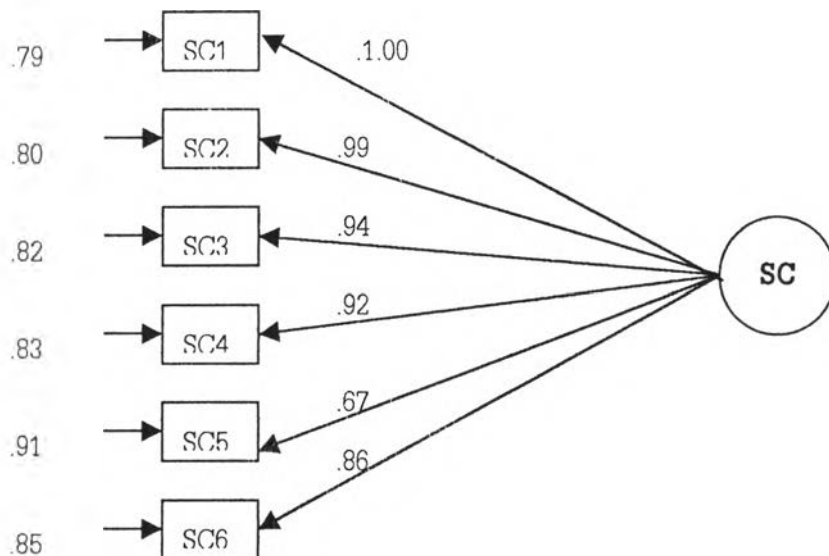 .79 SC1 .1.00
.80 SC2 .99
.82 SC3 .94
SC
.83 SC4 .92
.91 SC5 .67
.85 SC6 .86